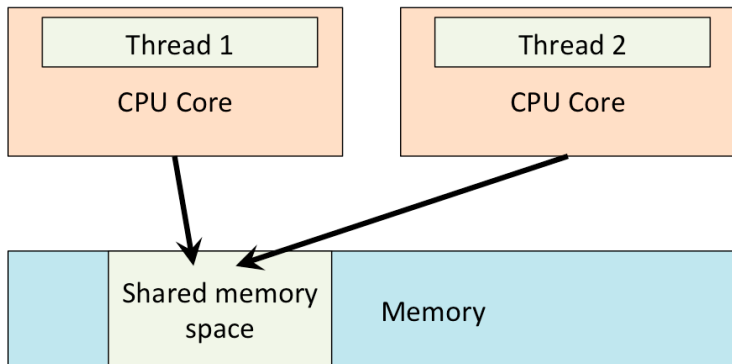 Thread 1
CPU Core
Thread 2
CPU Core
Shared memory
space
Memory